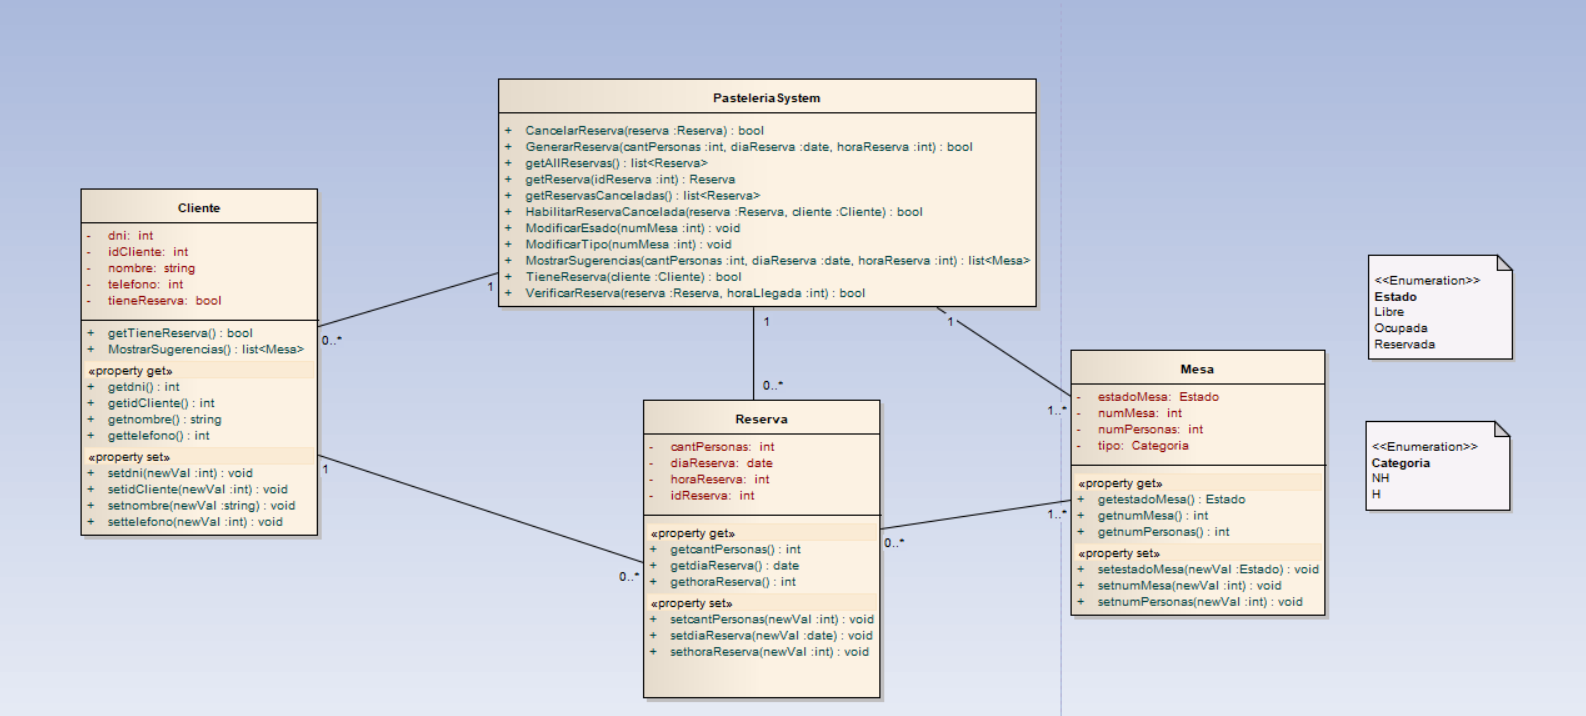 PasteleriaSystem
+ CancelarReserva(reserva :Reserva) : bool
+ GenerarReserva(cantPersonas :int, diaReserva :date, horaReserva :int) : bool
+ getAllReservas() : list<Reserva>
+ getReserva(idReserva :int) : Reserva
+ getReservasCanceladas() : list<Reserva>
+ HabilitarReservaCancelada(reserva :Reserva, cliente :Cliente) : bool
+ ModificarEsado(numMesa :int) : void
+ ModificarTipo(numMesa :int) : void
+ MostrarSugerencias(cantPersonas :int, diaReserva :date, horaReserva :int) : list<Mesa>
+ TieneReserva(cliente :Cliente) : bool
+ VerificarReserva(reserva :Reserva, horaLlegada :int) : bool
Cliente
- dni: int
- idCliente: int
- nombre: string
- telefono: int
- tieneReserva: bool
+ getTieneReserva() : bool
+ MostrarSugerencias() : list<Mesa>
«property get»
+ getdni() : int
+ getidCliente() : int
+ getnombre() : string
+ gettelefono() : int
«property set»
+ setdni(newVal :int) : void
+ setidCliente(newVal :int) : void
+ setnombre(newVal :string) : void
+ settelefono(newVal :int) : void
1
0..*
1
0..*
1
0..*
1
1..*
0..*
1..*
Reserva
- cantPersonas: int
- diaReserva: date
- horaReserva: int
- idReserva: int
«property get»
+ getcantPersonas() : int
+ getdiaReserva() : date
+ gethoraReserva() : int
«property set»
+ setcantPersonas(newVal :int) : void
+ setdiaReserva(newVal :date) : void
+ sethoraReserva(newVal :int) : void
Mesa
- estadoMesa: Estado
- numMesa: int
- numPersonas: int
- tipo: Categoria
«property get»
+ getestadoMesa() : Estado
+ getnumMesa() : int
+ getnumPersonas() : int
«property set»
+ setestadoMesa(newVal :Estado) : void
+ setnumMesa(newVal :int) : void
+ setnumPersonas(newVal :int) : void
<<Enumeration>>
Estado
Libre
Ocupada
Reservada
<<Enumeration>>
Categoria
NH
H